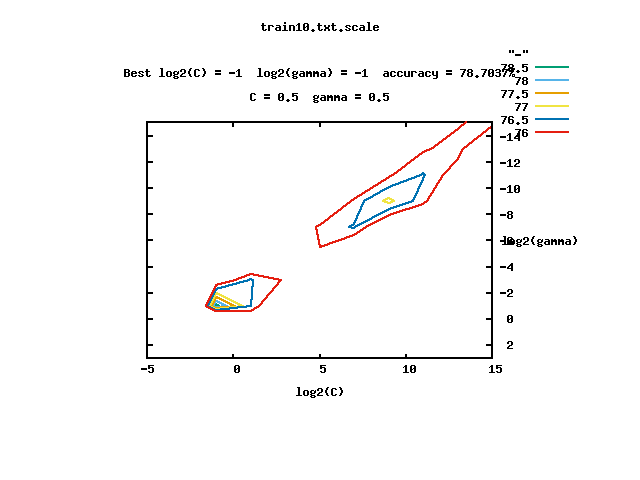 train10.txt.scale
"-"
Best log2(C) = -1  log2(gamma) = -1  accuracy = 78.7037%
C = 0.5  gamma = 0.5
78.5
78
77.5
77
76.5
76
-14
-12
-10
-8
-6
log2(gamma)
-4
-2
0
2
-5 0 5 10 15
log2(C)